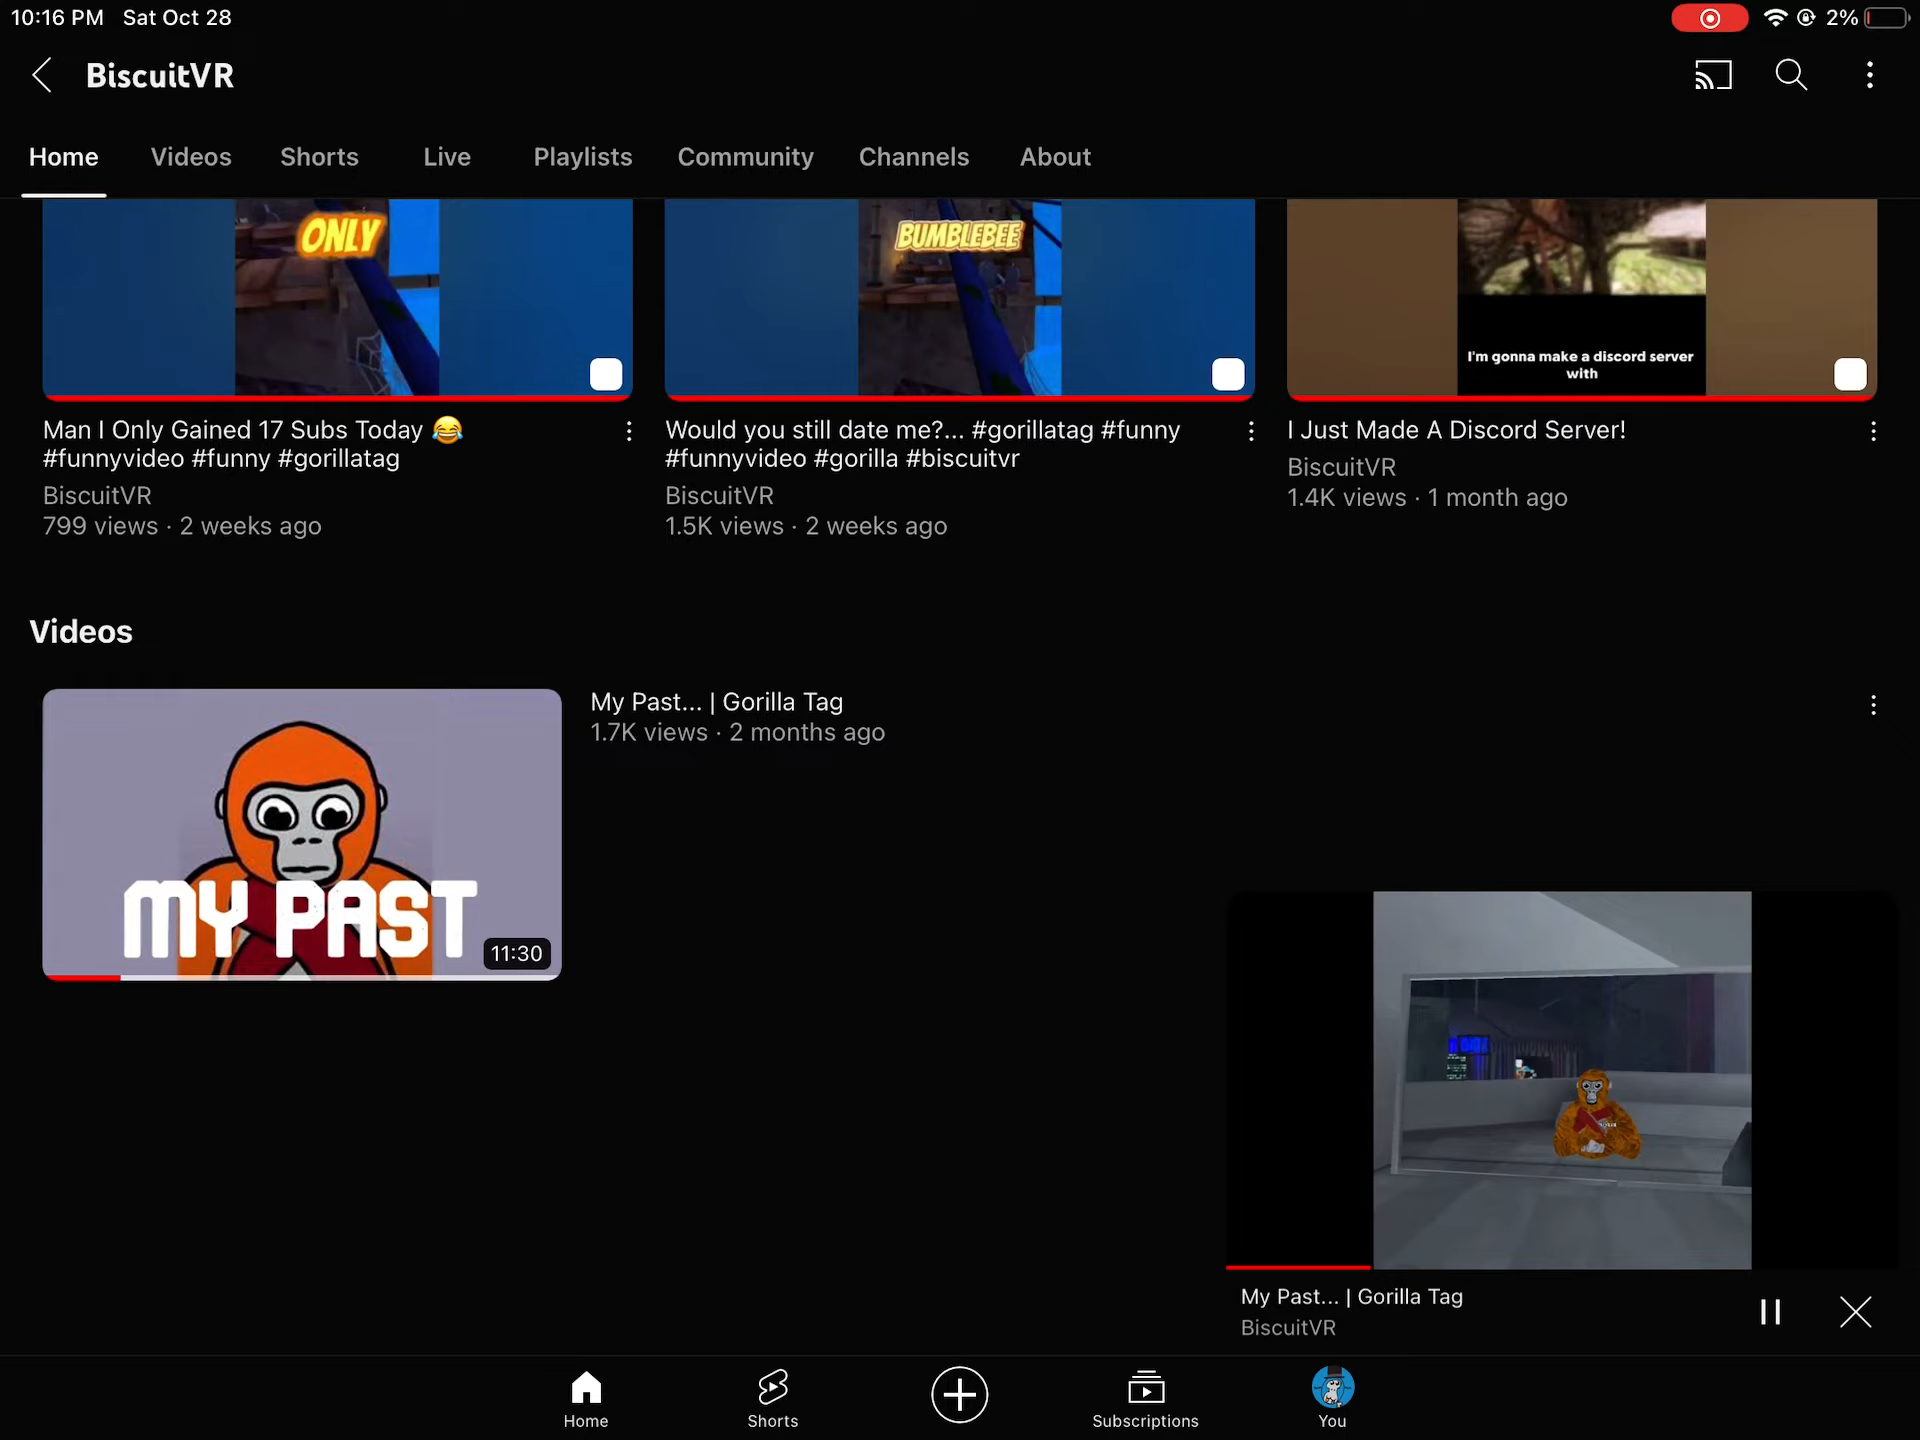 10:16 PM Sat Oct 28
2%
BiscuitVR
Home Videos Shorts Live Playlists Community Channels About
ONLY
BUMBLEBEE
I'm gonna make a discord server
with
Man I Only Gained 17 Subs Today 😂
#funnyvideo #funny #gorillatag
BiscuitVR
799 views · 2 weeks ago
Would you still date me?... #gorillatag #funny
#funnyvideo #gorilla #biscuitvr
BiscuitVR
1.5K views · 2 weeks ago
I Just Made A Discord Server!
BiscuitVR
1.4K views · 1 month ago
Videos
MY PAST
11:30
My Past... | Gorilla Tag
1.7K views · 2 months ago
My Past... | Gorilla Tag
BiscuitVR
Home
Shorts
Subscriptions
You